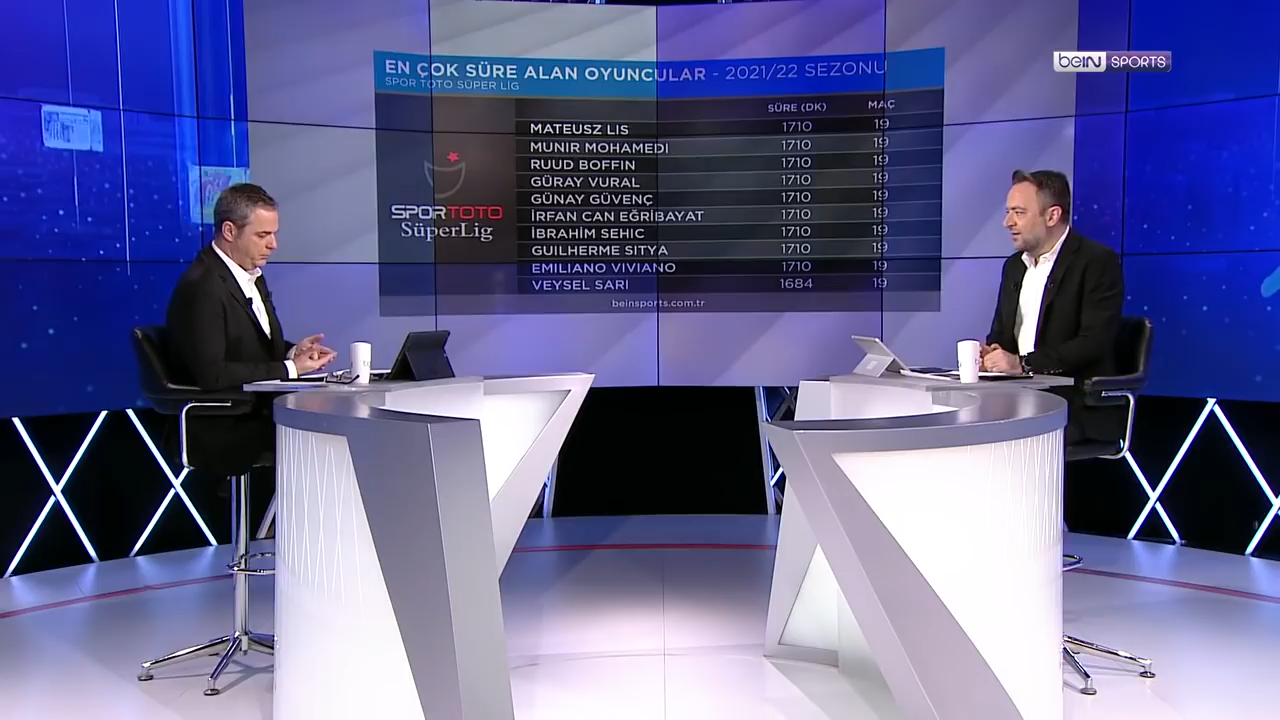 EN ÇOK SÜRE ALAN OYUNCULAR - 2021/22 SEZONU
SPOR TOTO SÜPER LİG
beIN SPORTS
SÜRE (DK) MAÇ
MATEUSZ LIS 1710 19
MUNIR MOHAMEDI 1710 19
RUUD BOFFIN 1710 19
GÜRAY VURAL 1710 19
GÜNAY GÜVENÇ 1710 19
İRFAN CAN EĞRİBAYAT 1710 19
İBRAHİM SEHIC 1710 19
GUILHERME SITYA 1710 19
EMILIANO VIVIANO 1710 19
VEYSEL SARI 1684 19
SPORTOTO
SüperLig
beinsports.com.tr